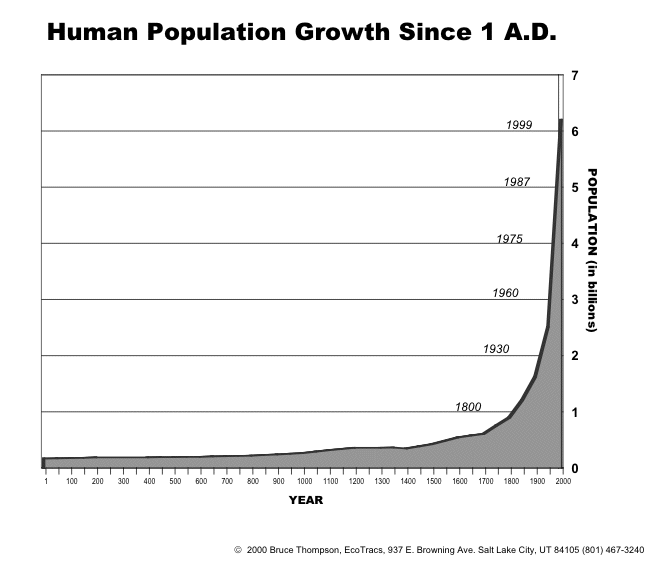 Human Population Growth Since 1 A.D.
7
1999
6
1987
5
1975
4
1960
3
1930
2
1800
1
0
POPULATION (in billions)
1 100 200 300 400 500 600 700 800 900 1000 1100 1200 1300 1400 1500 1600 1700 1800 1900 2000
YEAR
© 2000 Bruce Thompson, EcoTracs, 937 E. Browning Ave. Salt Lake City, UT 84105 (801) 467-3240